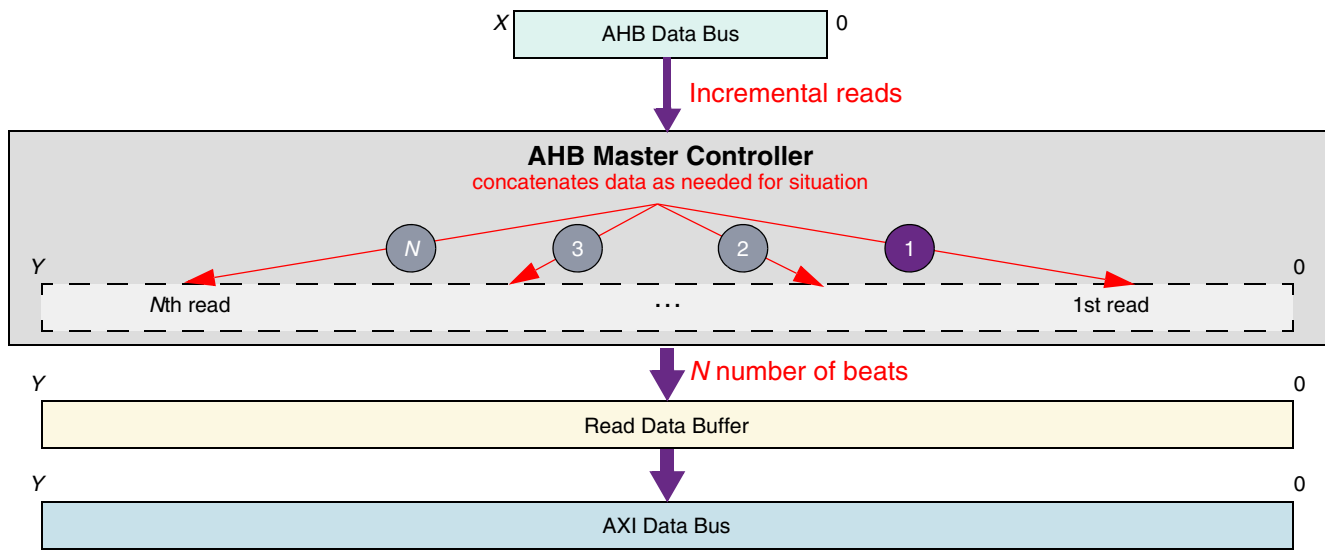 X
AHB Data Bus
0
Incremental reads
AHB Master Controller
concatenates data as needed for situation
N
3
2
1
Y
0
Nth read
...
1st read
N number of beats
Y
0
Read Data Buffer
Y
0
AXI Data Bus